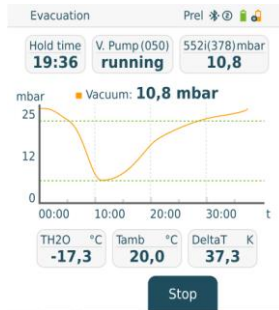 Evacuation Prel
Hold time V. Pump (050) 552i(378) mbar
19:36 running 10,8
mbar Vacuum: 10,8 mbar
25
12
0
00:00 10:00 20:00 30:00 t
TH2O °C Tamb °C DeltaT K
-17,3 20,0 37,3
Stop